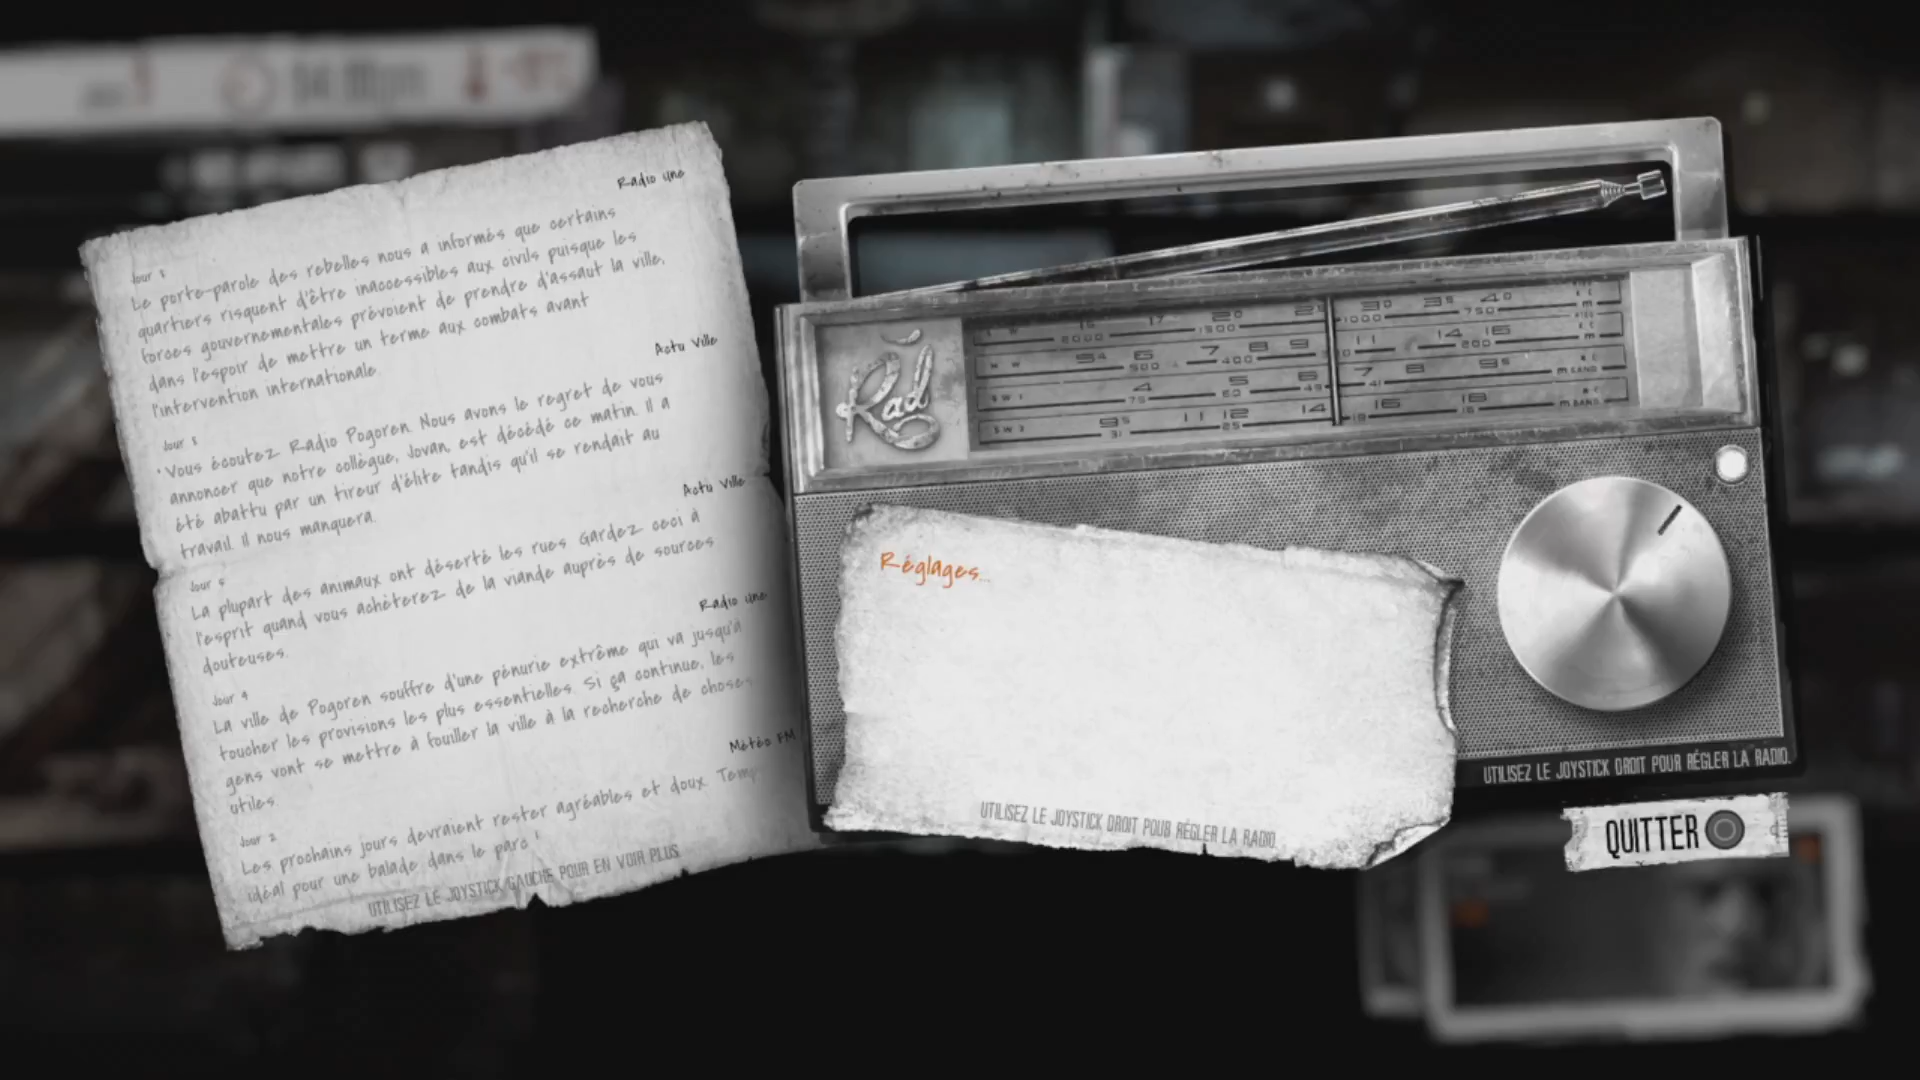 Radio Une
Jour 5
Le porte-parole des rebelles nous a informés que certains
quartiers risquent d'être inaccessibles aux civils puisque les
forces gouvernementales prévoient de prendre d'assaut la ville,
dans l'espoir de mettre un terme aux combats avant
l'intervention internationale.
Actu Ville
Jour 5
"Vous écoutez Radio Pogoren. Nous avons le regret de vous
annoncer que notre collègue, Jovan, est décédé ce matin. Il a
été abattu par un tireur d'élite tandis qu'il se rendait au
travail. Il nous manquera.
Actu Ville
Jour 5
La plupart des animaux ont déserté les rues. Gardez ceci à
l'esprit quand vous achèterez de la viande auprès de sources
douteuses.
Radio Une
Jour 4
La ville de Pogoren souffre d'une pénurie extrême qui va jusqu'à
toucher les provisions les plus essentielles. Si ça continue, les
gens vont se mettre à fouiller la ville à la recherche de choses
utiles.
Météo FM
Jour 2
Les prochains jours devraient rester agréables et doux. Temps
idéal pour une balade dans le parc !
UTILISEZ LE JOYSTICK GAUCHE POUR EN VOIR PLUS
Rad
Réglages...
UTILISEZ LE JOYSTICK DROIT POUR RÉGLER LA RADIO.
UTILISEZ LE JOYSTICK DROIT POUR RÉGLER LA RADIO.
QUITTER